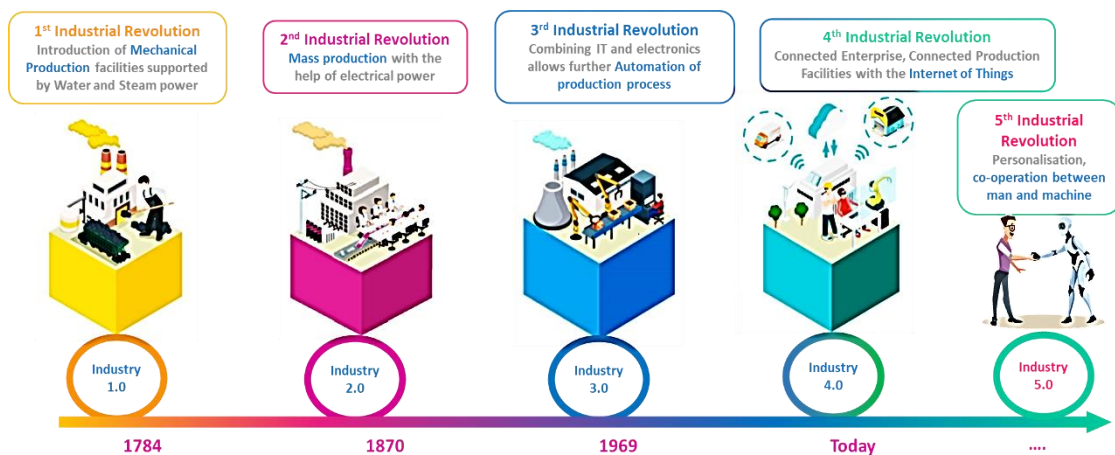 1st Industrial Revolution
Introduction of Mechanical
Production facilities supported
by Water and Steam power
2nd Industrial Revolution
Mass production with the
help of electrical power
3rd Industrial Revolution
Combining IT and electronics
allows further Automation of
production process
4th Industrial Revolution
Connected Enterprise, Connected Production
Facilities with the Internet of Things
5th Industrial
Revolution
Personalisation,
co-operation between
man and machine
Industry
1.0
Industry
2.0
Industry
3.0
Industry
4.0
Industry
5.0
1784
1870
1969
Today
....